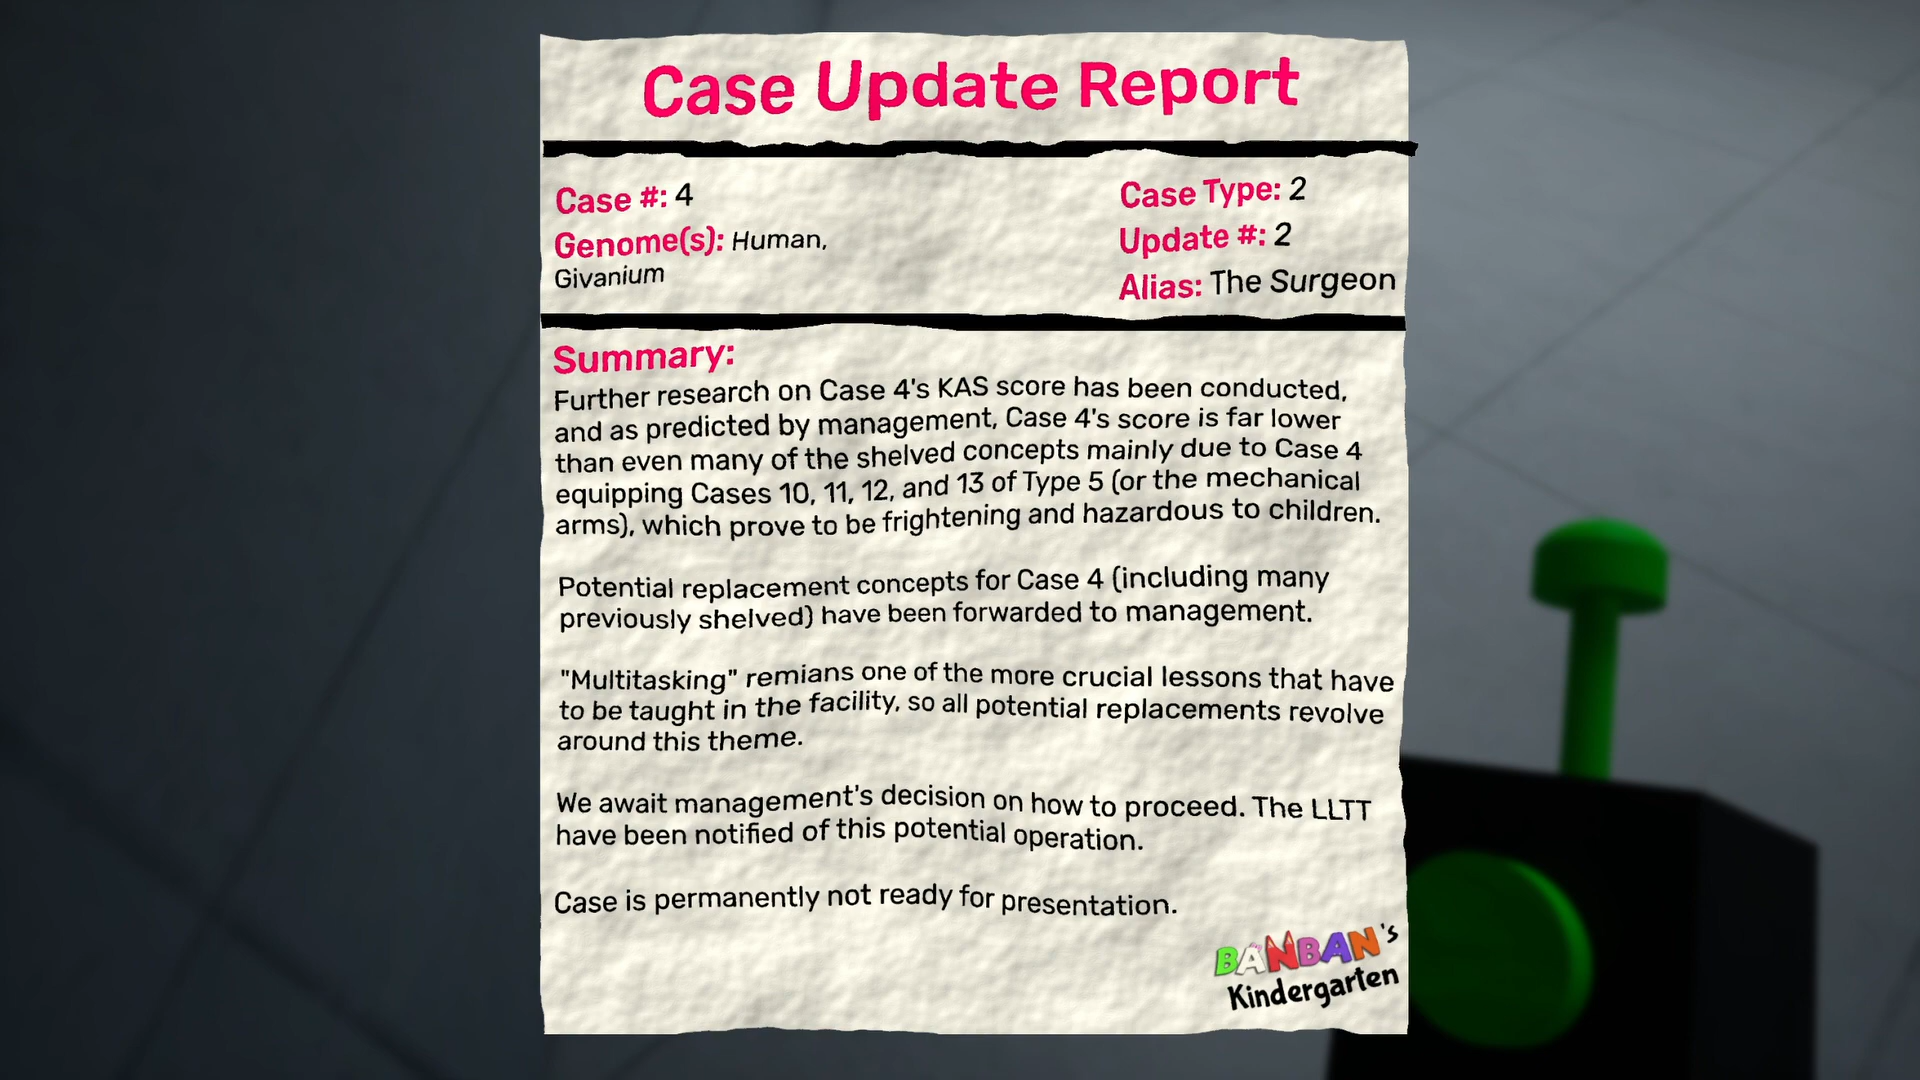 Case Update Report
Case #: 4
Genome(s): Human,
Givanium
Case Type: 2
Update #: 2
Alias: The Surgeon
Summary:
Further research on Case 4's KAS score has been conducted,
and as predicted by management, Case 4's score is far lower
than even many of the shelved concepts mainly due to Case 4
equipping Cases 10, 11, 12, and 13 of Type 5 (or the mechanical
arms), which prove to be frightening and hazardous to children.
Potential replacement concepts for Case 4 (including many
previously shelved) have been forwarded to management.
"Multitasking" remians one of the more crucial lessons that have
to be taught in the facility, so all potential replacements revolve
around this theme.
We await management's decision on how to proceed. The LLTT
have been notified of this potential operation.
Case is permanently not ready for presentation.
BANBAN's
Kindergarten